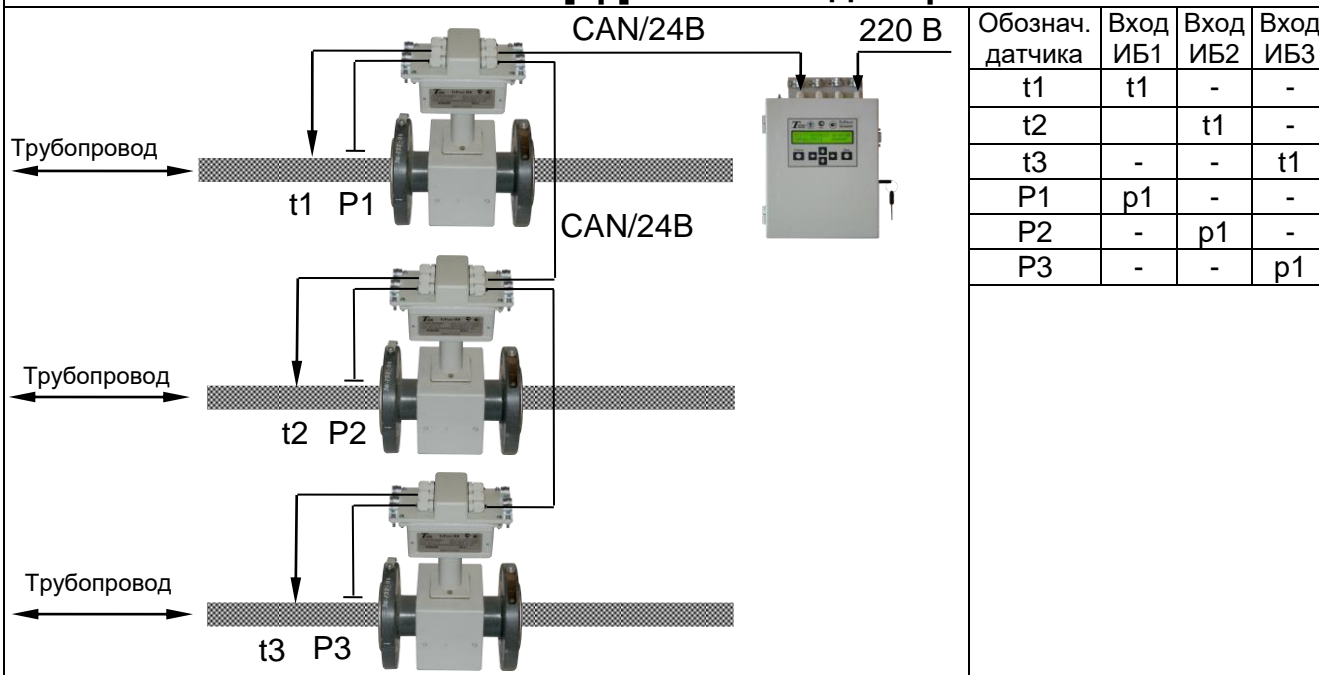 CAN/24В
220 В
Трубопровод
t1 P1
CAN/24В
Трубопровод
t2 P2
Трубопровод
t3 P3
Обознач. датчика | Вход ИБ1 | Вход ИБ2 | Вход ИБ3
t1 | t1 | - | -
t2 | | t1 | -
t3 | - | - | t1
P1 | p1 | - | -
P2 | - | p1 | -
P3 | - | - | p1